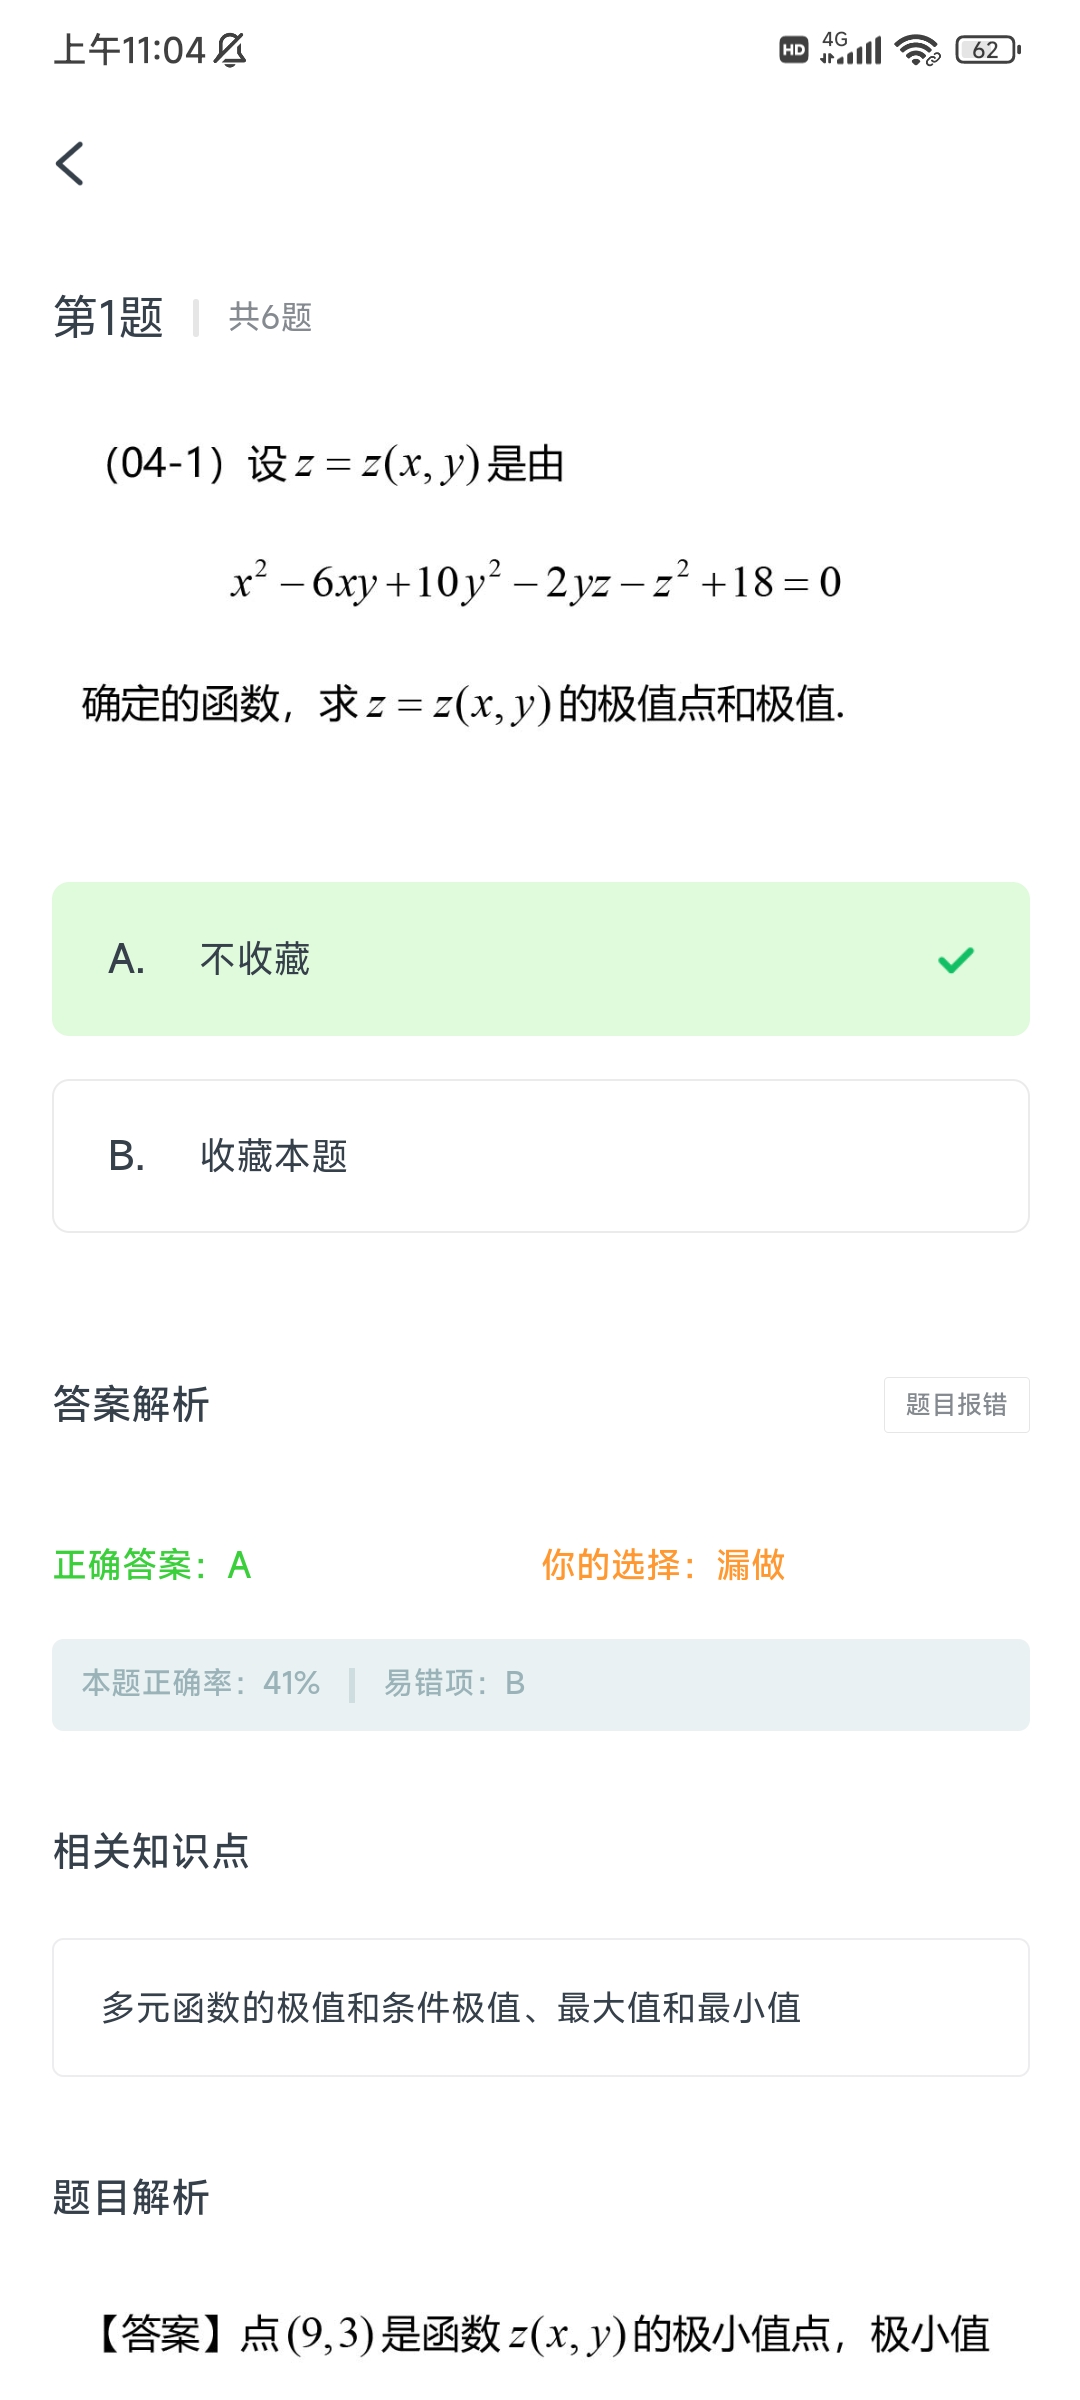 上午11:04
HD 4G 62
第1题
共6题
(04-1) 设 z = z(x, y) 是由
x² − 6xy + 10y² − 2yz − z² + 18 = 0
确定的函数，求 z = z(x, y) 的极值点和极值.
A. 不收藏
B. 收藏本题
答案解析
题目报错
正确答案：A
你的选择：漏做
本题正确率：41%
易错项：B
相关知识点
多元函数的极值和条件极值、最大值和最小值
题目解析
【答案】点 (9,3) 是函数 z(x, y) 的极小值点，极小值